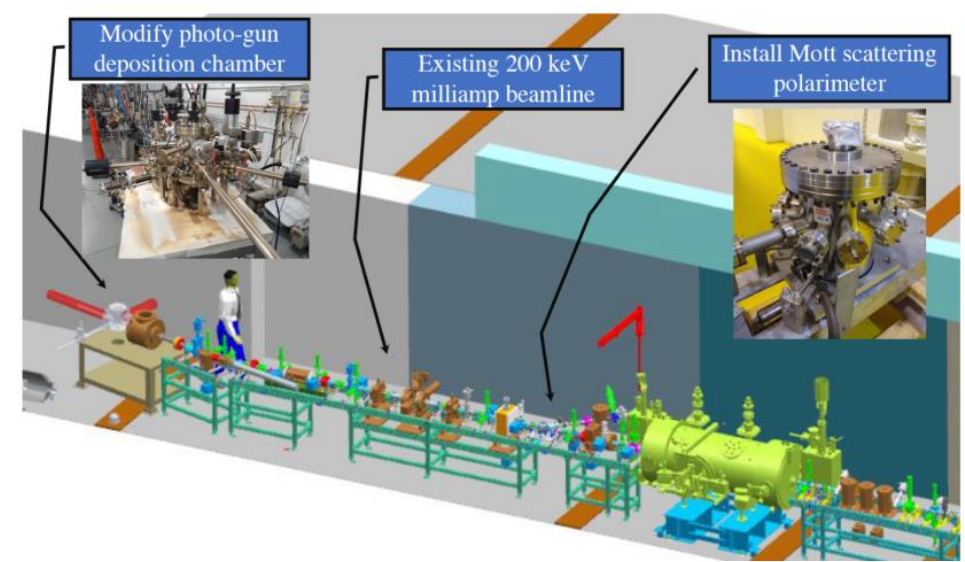 Modify photo-gun
deposition chamber
Existing 200 keV
milliamp beamline
Install Mott scattering
polarimeter